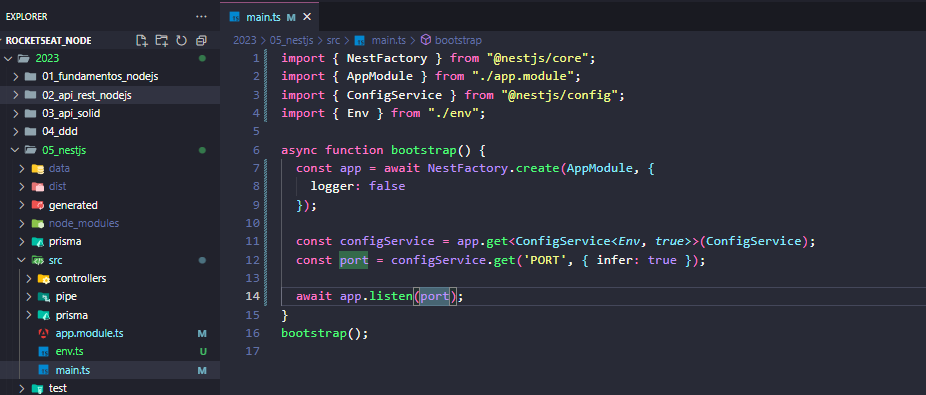 EXPLORER ···
ROCKETSEAT_NODE
2023
01_fundamentos_nodejs
02_api_rest_nodejs
03_api_solid
04_ddd
05_nestjs
data
dist
generated
node_modules
prisma
src
controllers
pipe
prisma
app.module.ts M
env.ts U
main.ts M
test
main.ts M
2023 > 05_nestjs > src > main.ts > bootstrap
1 import { NestFactory } from "@nestjs/core";
2 import { AppModule } from "./app.module";
3 import { ConfigService } from "@nestjs/config";
4 import { Env } from "./env";
5
6 async function bootstrap() {
7 const app = await NestFactory.create(AppModule, {
8 logger: false
9 });
10
11 const configService = app.get<ConfigService<Env, true>>(ConfigService);
12 const port = configService.get('PORT', { infer: true });
13
14 await app.listen(port);
15 }
16 bootstrap();
17